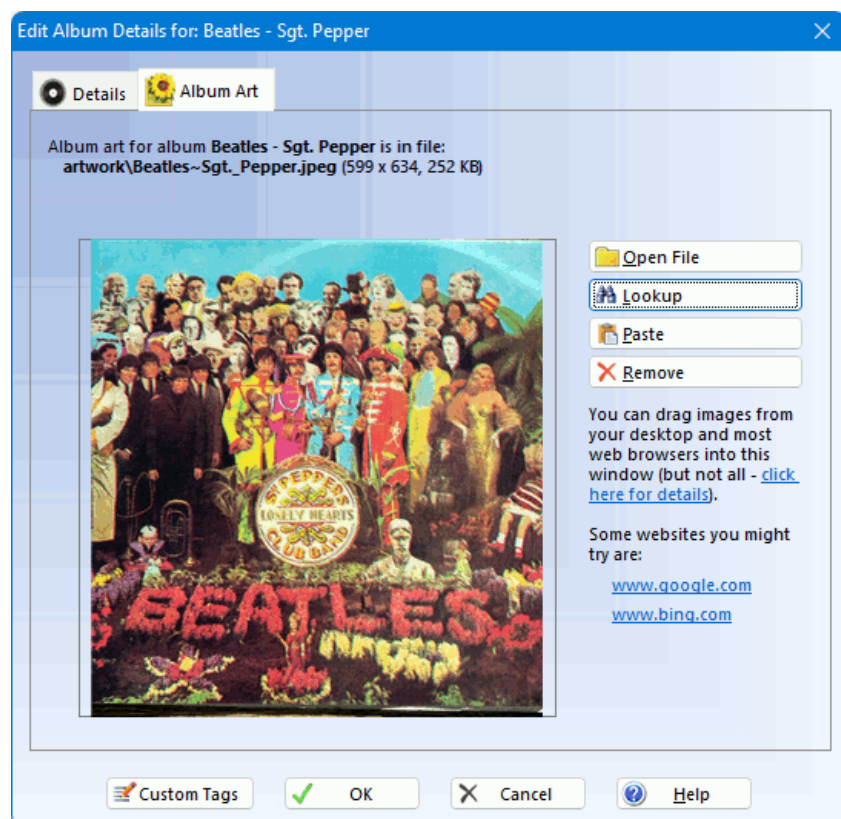 Edit Album Details for: Beatles - Sgt. Pepper
Details
Album Art
Album art for album Beatles - Sgt. Pepper is in file:
artwork\Beatles~Sgt._Pepper.jpeg (599 x 634, 252 KB)
Open File
Lookup
Paste
Remove
You can drag images from
your desktop and most
web browsers into this
window (but not all - click
here for details).
Some websites you might
try are:
www.google.com
www.bing.com
SGT. PEPPERS
LONELY HEARTS
CLUB BAND
BEATLES
Custom Tags
OK
Cancel
Help